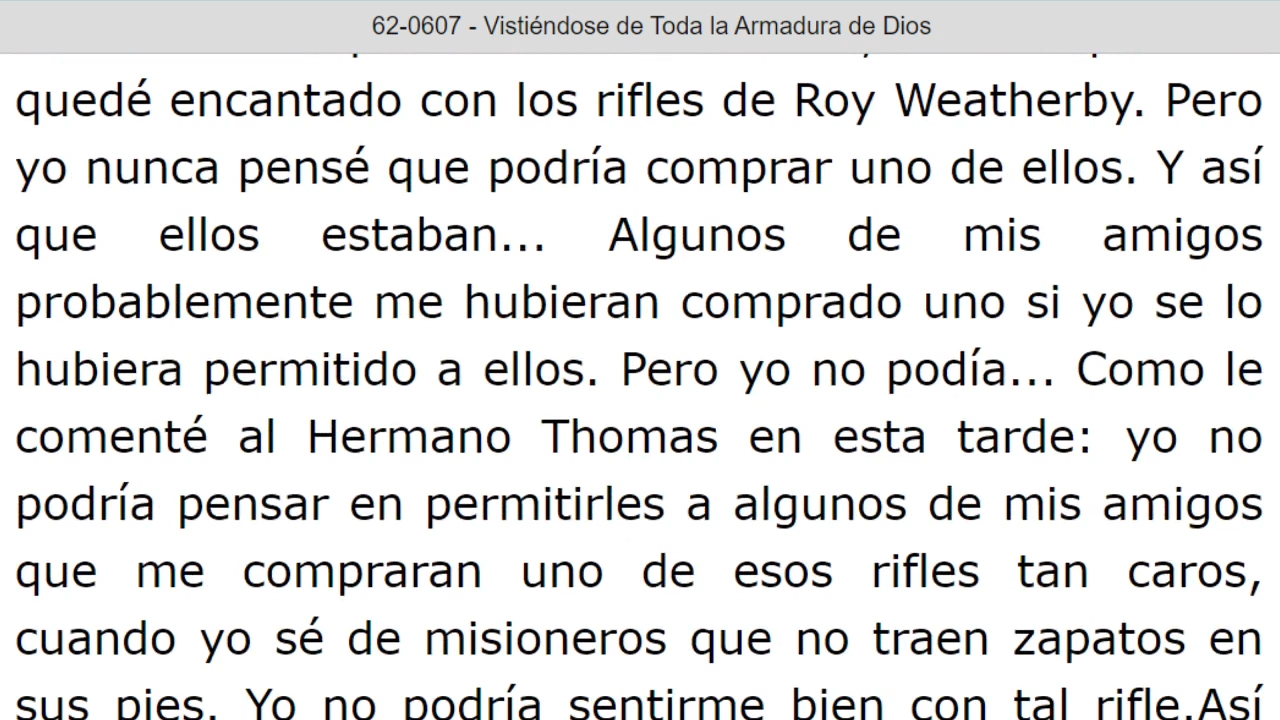 62-0607 - Vistiéndose de Toda la Armadura de Dios
quedé encantado con los rifles de Roy Weatherby. Pero
yo nunca pensé que podría comprar uno de ellos. Y así
que ellos estaban... Algunos de mis amigos
probablemente me hubieran comprado uno si yo se lo
hubiera permitido a ellos. Pero yo no podía... Como le
comenté al Hermano Thomas en esta tarde: yo no
podría pensar en permitirles a algunos de mis amigos
que me compraran uno de esos rifles tan caros,
cuando yo sé de misioneros que no traen zapatos en
sus pies. Yo no podría sentirme bien con tal rifle.Así